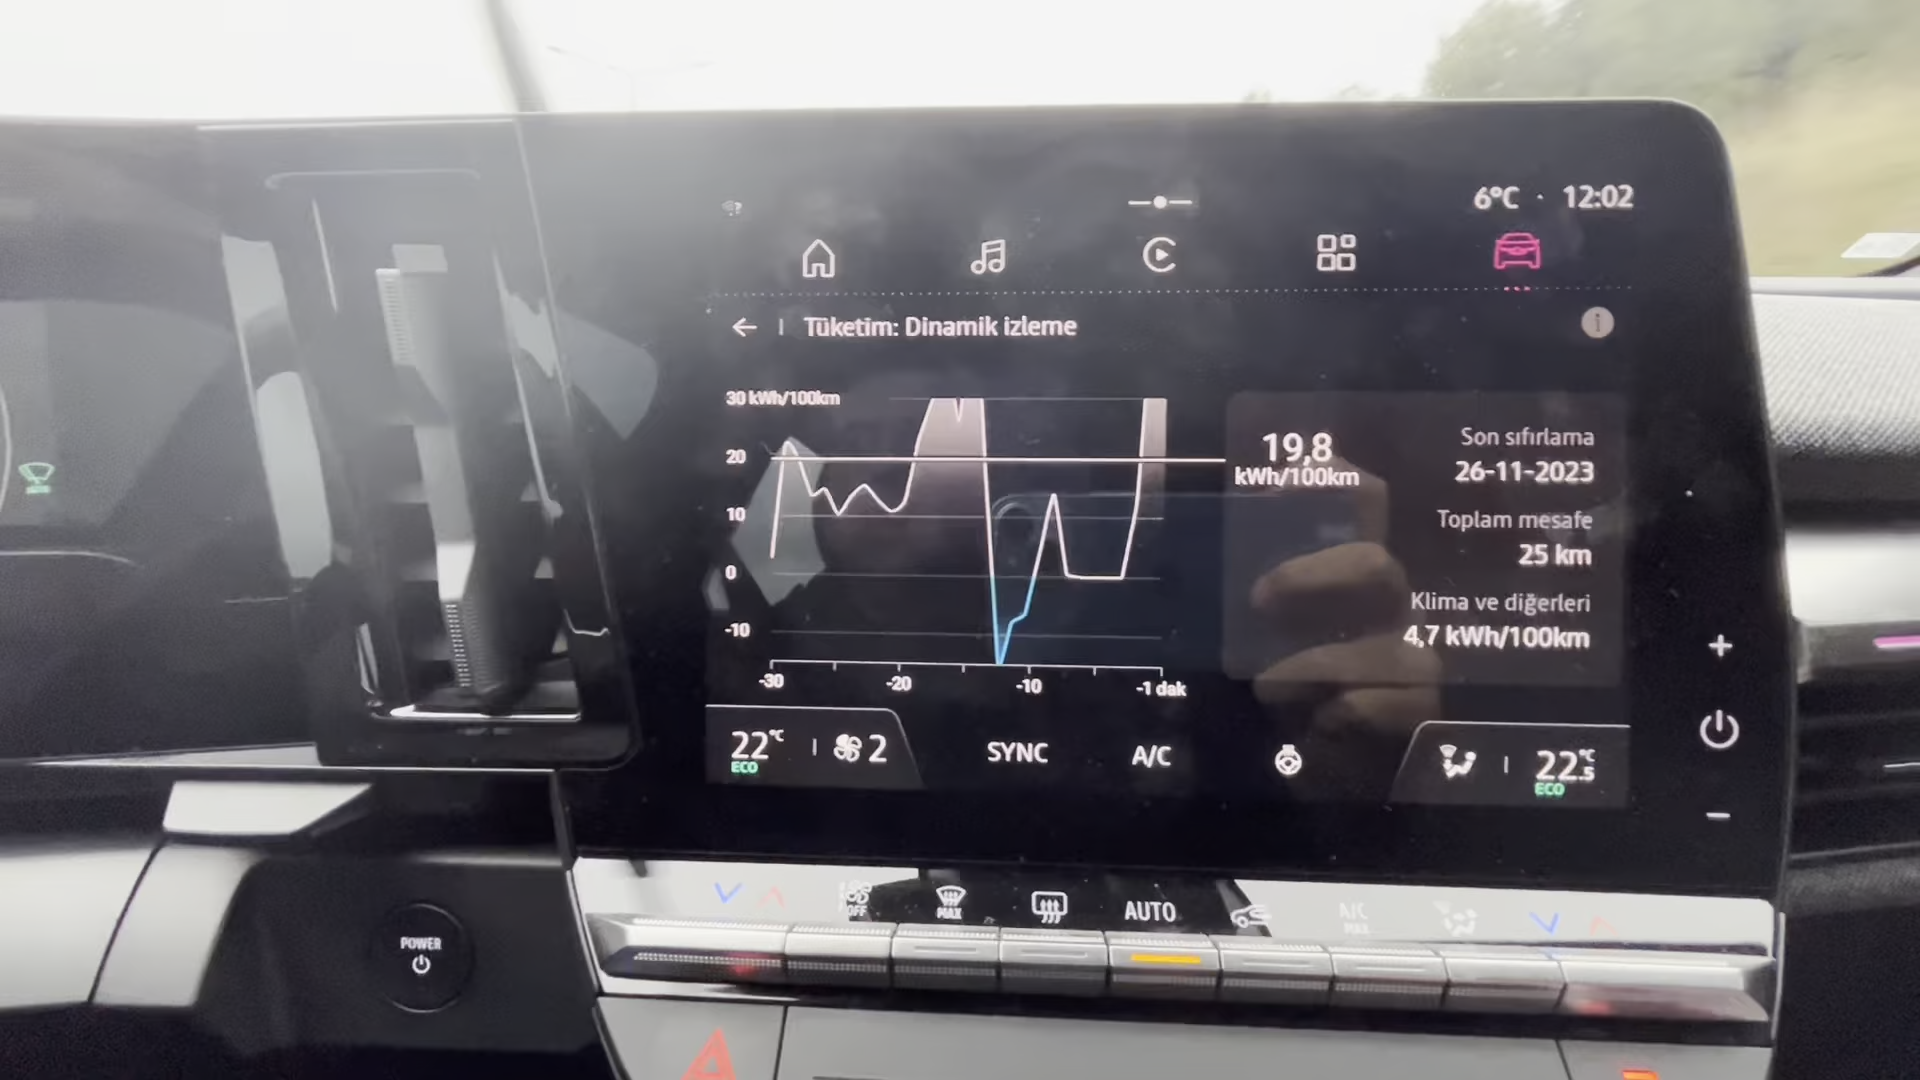 6°C · 12:02
Tüketim: Dinamik izleme
i
30 kWh/100km
20
10
0
-10
-30
-20
-10
-1 dak
19,8
kWh/100km
Son sıfırlama
26-11-2023
Toplam mesafe
25 km
Klima ve diğerleri
4,7 kWh/100km
22°C
ECO
2
SYNC
A/C
22°C.5
ECO
OFF
MAX
AUTO
A/C
MAX
POWER